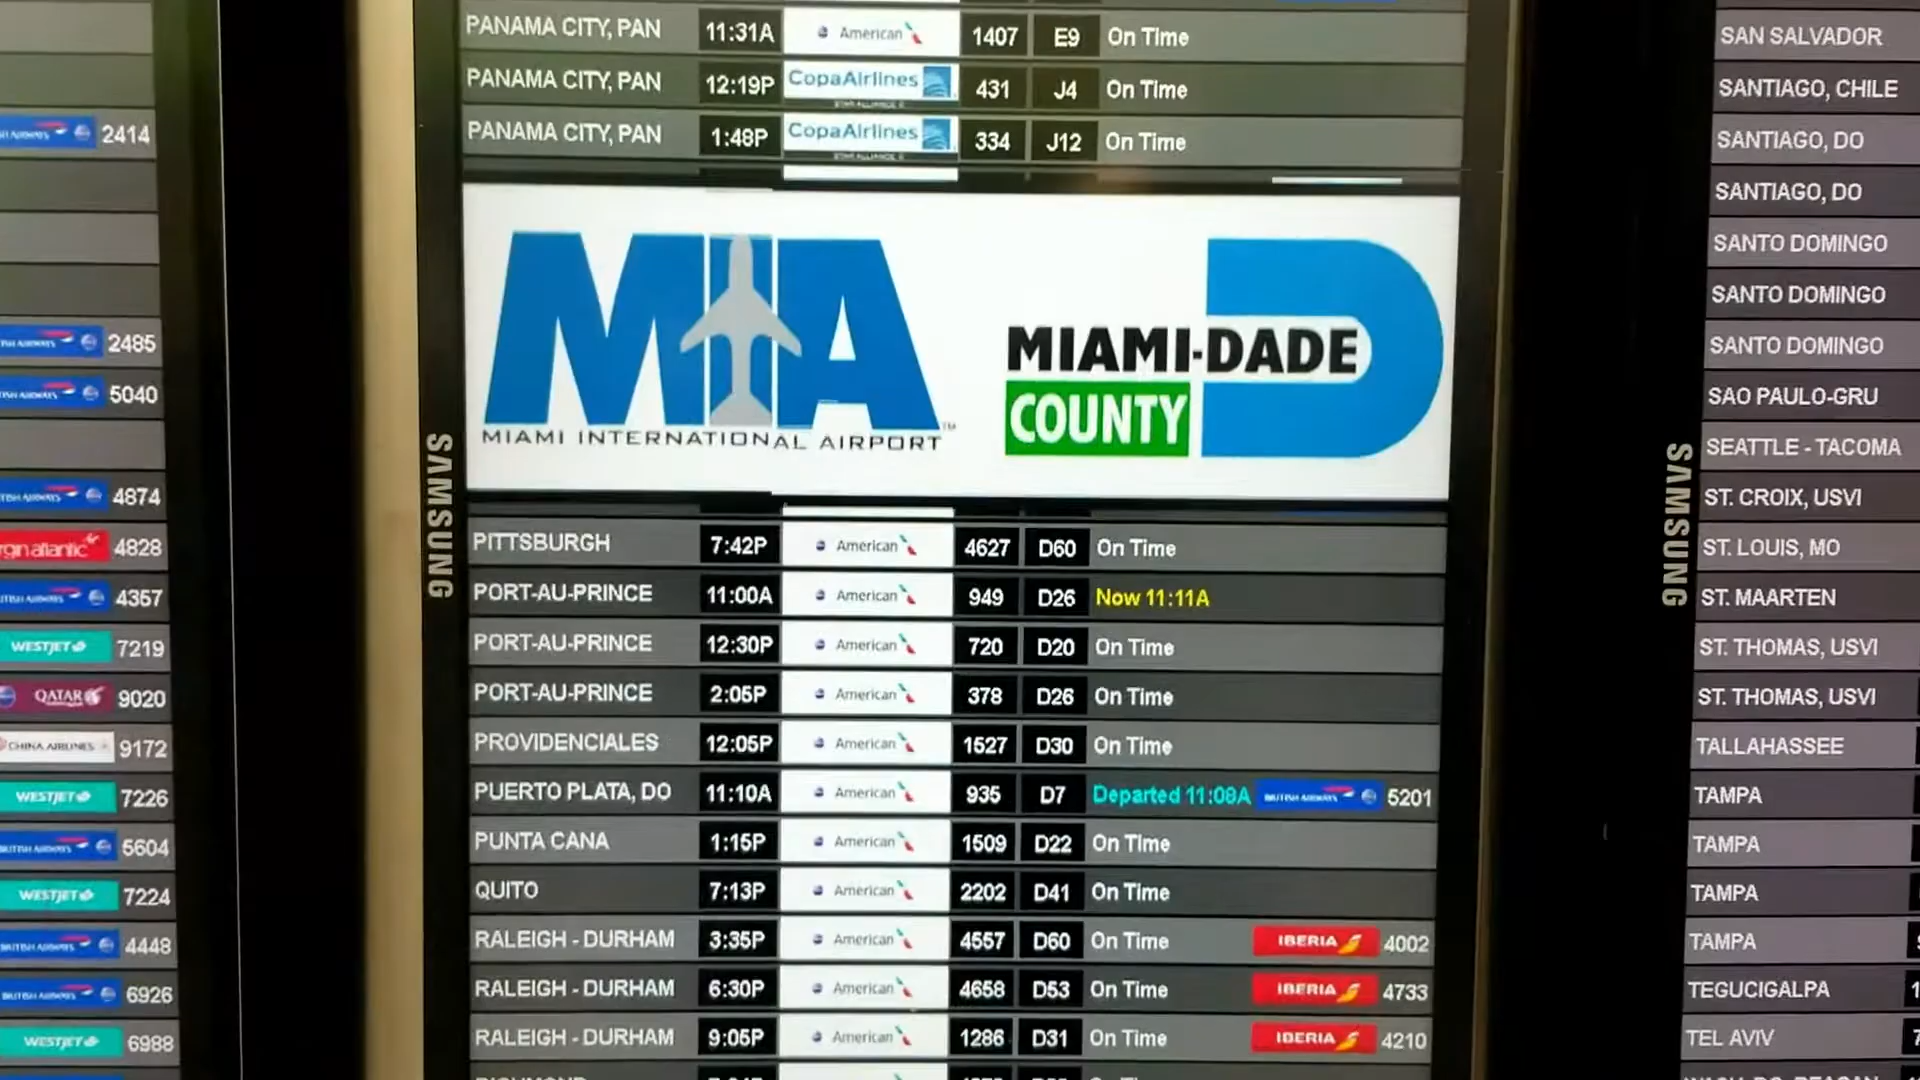 2414
2485
5040
4874
4828
4357
WESTJET 7219
QATAR 9020
CHINA AIRLINES 9172
WESTJET 7226
BRITISH AIRWAYS 5604
WESTJET 7224
BRITISH AIRWAYS 4448
BRITISH AIRWAYS 6926
WESTJET 6988
SAMSUNG
PANAMA CITY, PAN 11:31A American 1407 E9 On Time
PANAMA CITY, PAN 12:19P CopaAirlines 431 J4 On Time
PANAMA CITY, PAN 1:48P CopaAirlines 334 J12 On Time
MIA
MIAMI INTERNATIONAL AIRPORT
MIAMI-DADE
COUNTY
PITTSBURGH 7:42P American 4627 D60 On Time
PORT-AU-PRINCE 11:00A American 949 D26 Now 11:11A
PORT-AU-PRINCE 12:30P American 720 D20 On Time
PORT-AU-PRINCE 2:05P American 378 D26 On Time
PROVIDENCIALES 12:05P American 1527 D30 On Time
PUERTO PLATA, DO 11:10A American 935 D7 Departed 11:08A BRITISH AIRWAYS 5201
PUNTA CANA 1:15P American 1509 D22 On Time
QUITO 7:13P American 2202 D41 On Time
RALEIGH - DURHAM 3:35P American 4557 D60 On Time IBERIA 4002
RALEIGH - DURHAM 6:30P American 4658 D53 On Time IBERIA 4733
RALEIGH - DURHAM 9:05P American 1286 D31 On Time IBERIA 4210
SAMSUNG
SAN SALVADOR
SANTIAGO, CHILE
SANTIAGO, DO
SANTIAGO, DO
SANTO DOMINGO
SANTO DOMINGO
SANTO DOMINGO
SAO PAULO-GRU
SEATTLE - TACOMA
ST. CROIX, USVI
ST. LOUIS, MO
ST. MAARTEN
ST. THOMAS, USVI
ST. THOMAS, USVI
TALLAHASSEE
TAMPA
TAMPA
TAMPA
TAMPA
TEGUCIGALPA
TEL AVIV